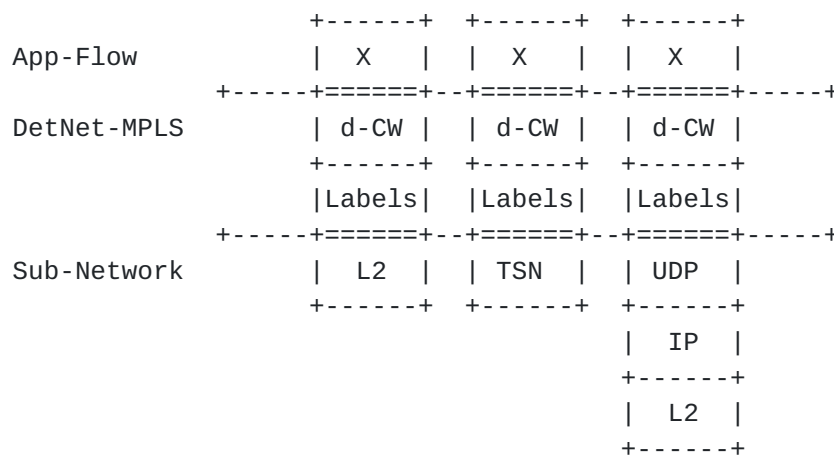 +------+  +------+  +------+
App-Flow              |  X   |  |  X   |  |  X   |
                +-----+======+--+======+--+======+-----+
DetNet-MPLS           | d-CW |  | d-CW |  | d-CW |
                      +------+  +------+  +------+
                      |Labels|  |Labels|  |Labels|
                +-----+======+--+======+--+======+-----+
Sub-Network           |  L2  |  | TSN  |  | UDP  |
                      +------+  +------+  +------+
                                          |  IP  |
                                          +------+
                                          |  L2  |
                                          +------+